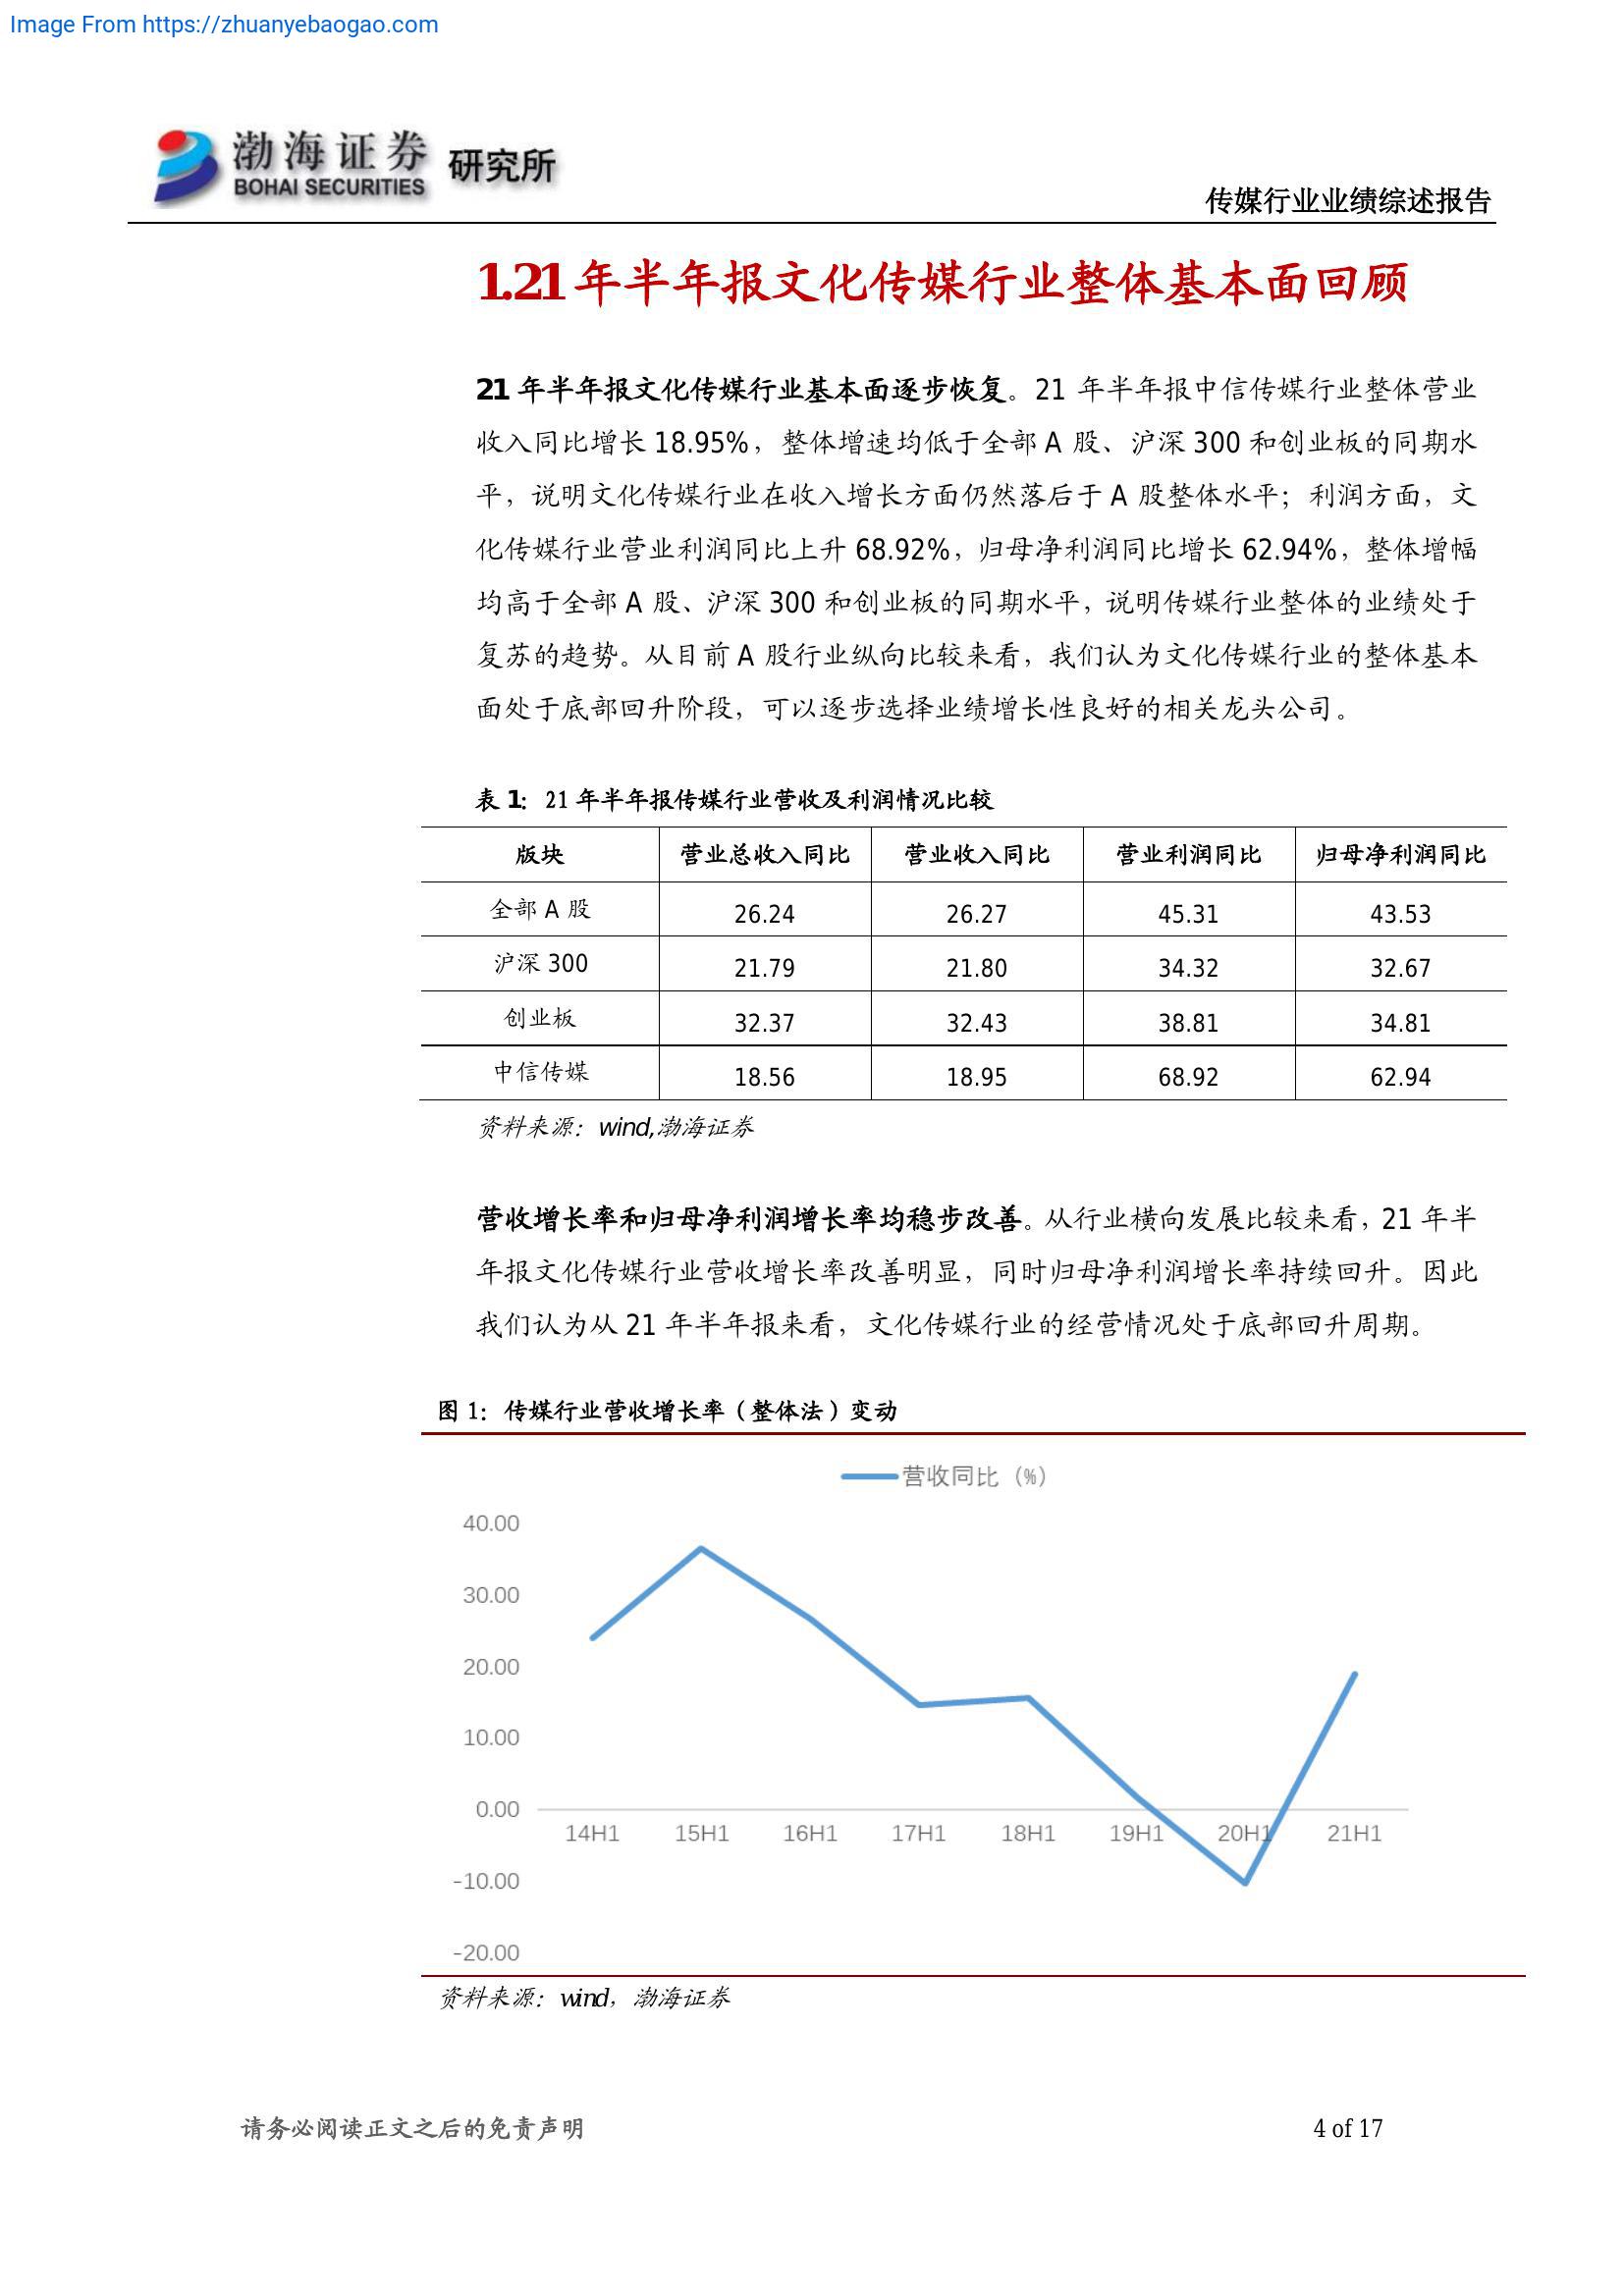 Image From https://zhuanyebaogao.com
渤海证券 研究所
BOHAI SECURITIES
传媒行业业绩综述报告
1.21 年半年报文化传媒行业整体基本面回顾
21 年半年报文化传媒行业基本面逐步恢复。21 年半年报中信传媒行业整体营业
收入同比增长 18.95%，整体增速均低于全部 A 股、沪深 300 和创业板的同期水
平，说明文化传媒行业在收入增长方面仍然落后于 A 股整体水平；利润方面，文
化传媒行业营业利润同比上升 68.92%，归母净利润同比增长 62.94%，整体增幅
均高于全部 A 股、沪深 300 和创业板的同期水平，说明传媒行业整体的业绩处于
复苏的趋势。从目前 A 股行业纵向比较来看，我们认为文化传媒行业的整体基本
面处于底部回升阶段，可以逐步选择业绩增长性良好的相关龙头公司。
表 1：21 年半年报传媒行业营收及利润情况比较
版块 营业总收入同比 营业收入同比 营业利润同比 归母净利润同比
全部 A 股 26.24 26.27 45.31 43.53
沪深 300 21.79 21.80 34.32 32.67
创业板 32.37 32.43 38.81 34.81
中信传媒 18.56 18.95 68.92 62.94
资料来源：wind,渤海证券
营收增长率和归母净利润增长率均稳步改善。从行业横向发展比较来看，21 年半
年报文化传媒行业营收增长率改善明显，同时归母净利润增长率持续回升。因此
我们认为从 21 年半年报来看，文化传媒行业的经营情况处于底部回升周期。
图 1：传媒行业营收增长率（整体法）变动
营收同比（%）
40.00
30.00
20.00
10.00
0.00
14H1 15H1 16H1 17H1 18H1 19H1 20H1 21H1
-10.00
-20.00
资料来源：wind，渤海证券
请务必阅读正文之后的免责声明
4 of 17